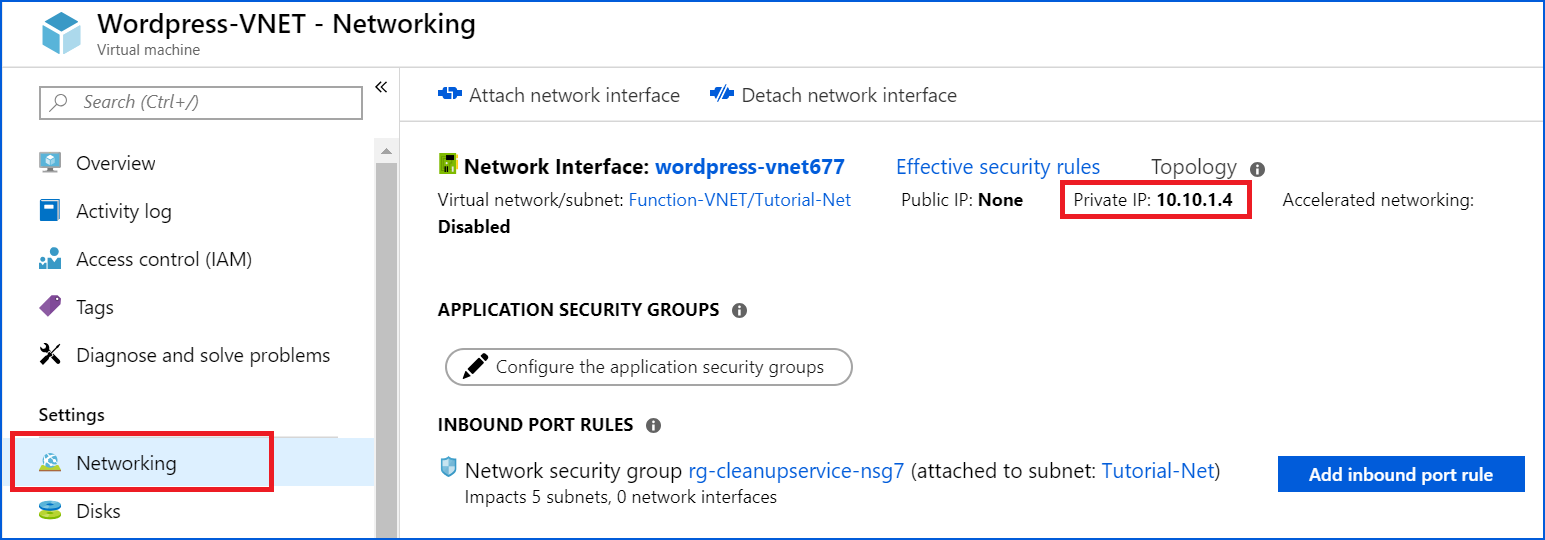 Wordpress-VNET - Networking
Virtual machine
Search (Ctrl+/)
«
Overview
Activity log
Access control (IAM)
Tags
Diagnose and solve problems
Settings
Networking
Disks
Attach network interface
Detach network interface
Network Interface: wordpress-vnet677
Effective security rules
Topology
Virtual network/subnet: Function-VNET/Tutorial-Net
Public IP: None
Private IP: 10.10.1.4
Accelerated networking:
Disabled
APPLICATION SECURITY GROUPS
Configure the application security groups
INBOUND PORT RULES
Network security group rg-cleanupservice-nsg7 (attached to subnet: Tutorial-Net)
Impacts 5 subnets, 0 network interfaces
Add inbound port rule